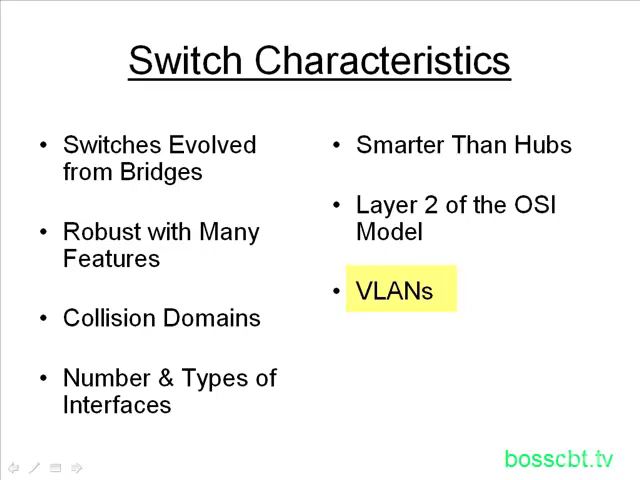 Switch Characteristics
• Switches Evolved
from Bridges
• Robust with Many
Features
• Collision Domains
• Number & Types of
Interfaces
• Smarter Than Hubs
• Layer 2 of the OSI
Model
• VLANs
bosscbt.tv